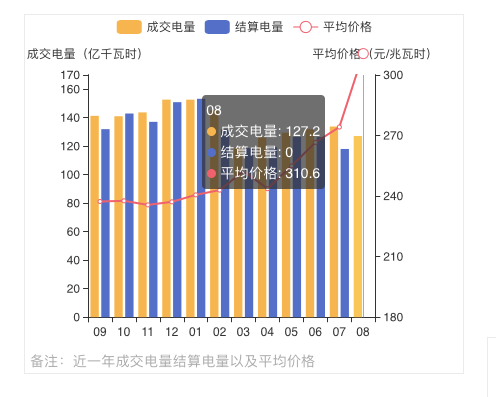 成交电量 结算电量 平均价格
成交电量（亿千瓦时） 平均价格（元/兆瓦时）
170 300
160
140
120 270
100
80 240
60
40 210
20
0 180
08
成交电量: 127.2
结算电量: 0
平均价格: 310.6
09 10 11 12 01 02 03 04 05 06 07 08
备注：近一年成交电量结算电量以及平均价格